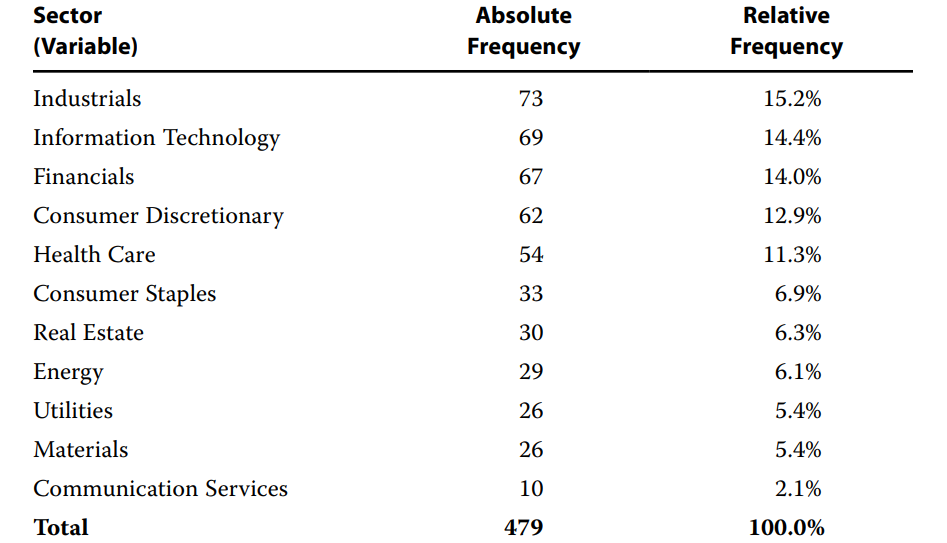 Sector Absolute Relative
(Variable) Frequency Frequency
Industrials 73 15.2%
Information Technology 69 14.4%
Financials 67 14.0%
Consumer Discretionary 62 12.9%
Health Care 54 11.3%
Consumer Staples 33 6.9%
Real Estate 30 6.3%
Energy 29 6.1%
Utilities 26 5.4%
Materials 26 5.4%
Communication Services 10 2.1%
Total 479 100.0%